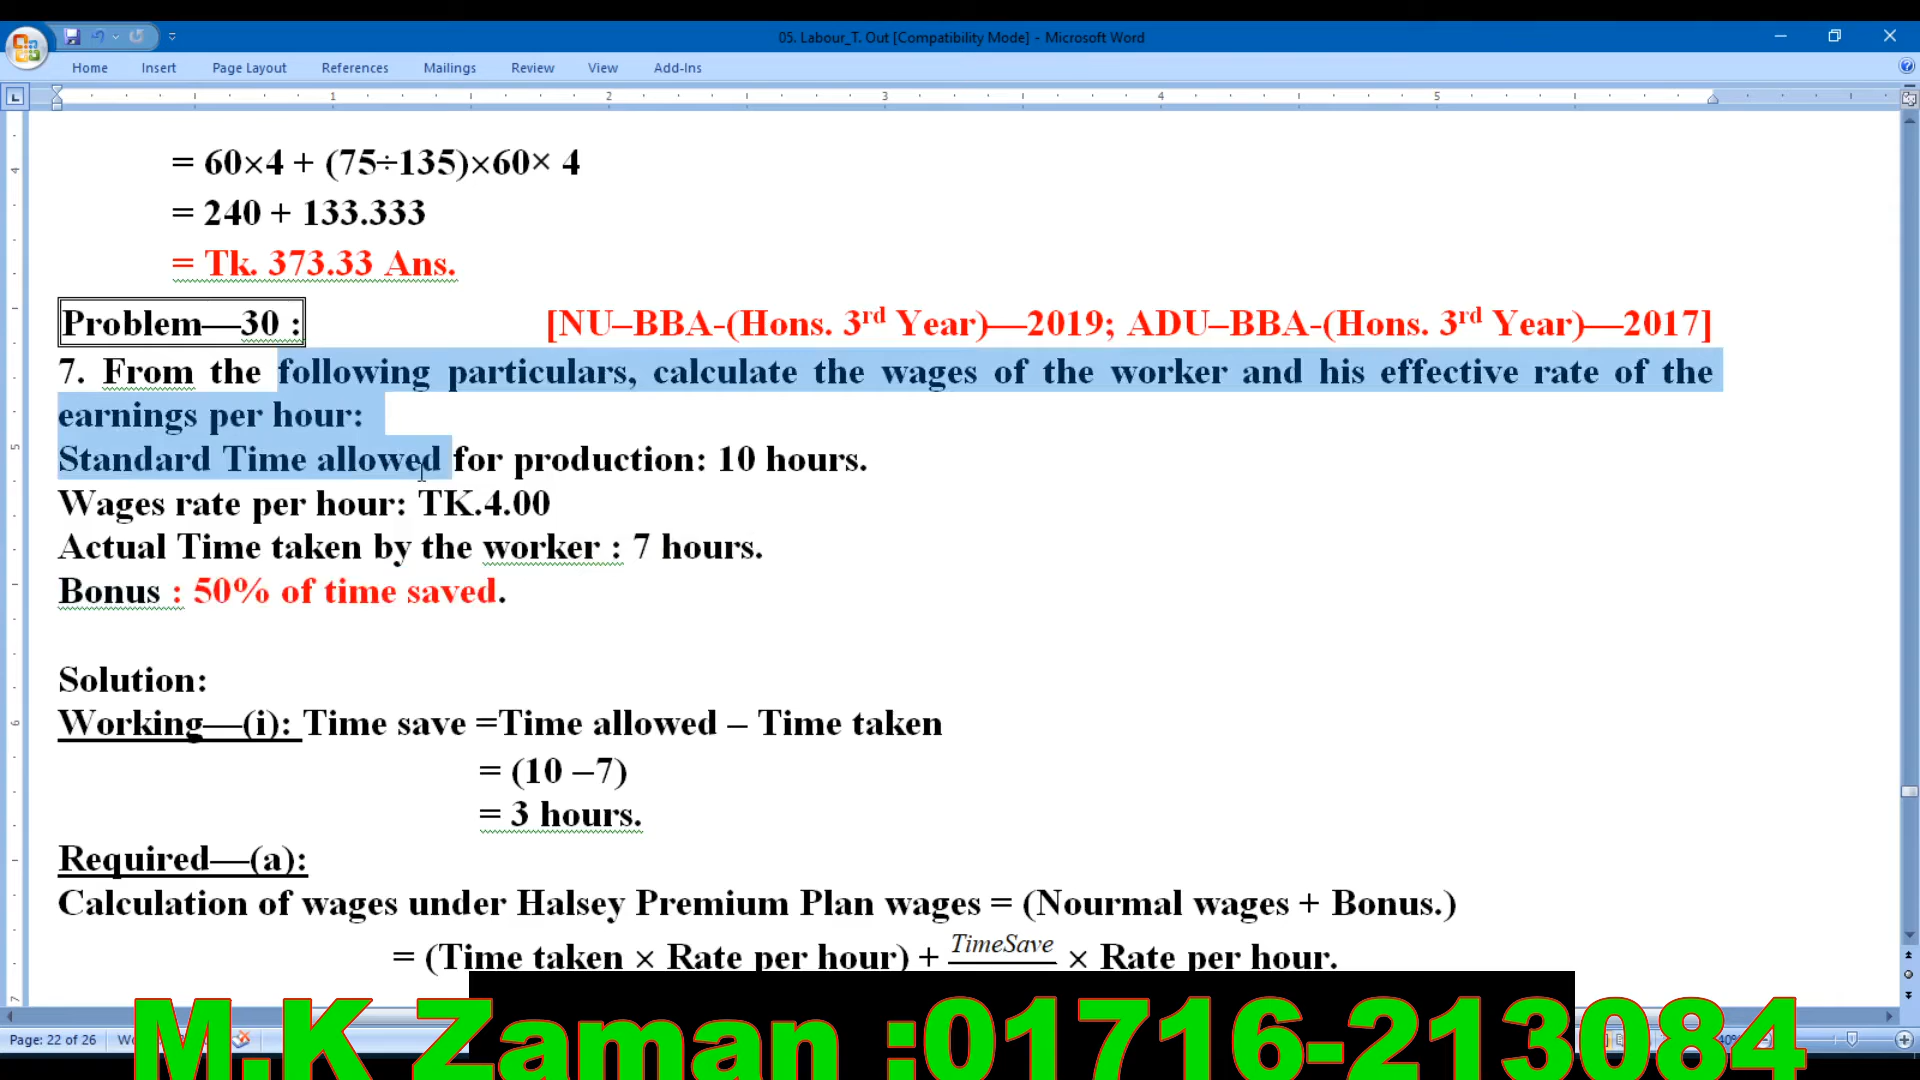 05. Labour_T. Out [Compatibility Mode] - Microsoft Word
Home Insert Page Layout References Mailings Review View Add-Ins
1 2 3 4 5
= 60×4 + (75÷135)×60× 4
= 240 + 133.333
= Tk. 373.33 Ans.
Problem—30 : [NU–BBA-(Hons. 3rd Year)—2019; ADU–BBA-(Hons. 3rd Year)—2017]
7. From the following particulars, calculate the wages of the worker and his effective rate of the
earnings per hour:
Standard Time allowed for production: 10 hours.
Wages rate per hour: TK.4.00
Actual Time taken by the worker : 7 hours.
Bonus : 50% of time saved.
Solution:
Working—(i): Time save =Time allowed – Time taken
= (10 –7)
= 3 hours.
Required—(a):
Calculation of wages under Halsey Premium Plan wages = (Nourmal wages + Bonus.)
= (Time taken × Rate per hour) + TimeSave × Rate per hour.
Page: 22 of 26
M.K Zaman :01716-213084